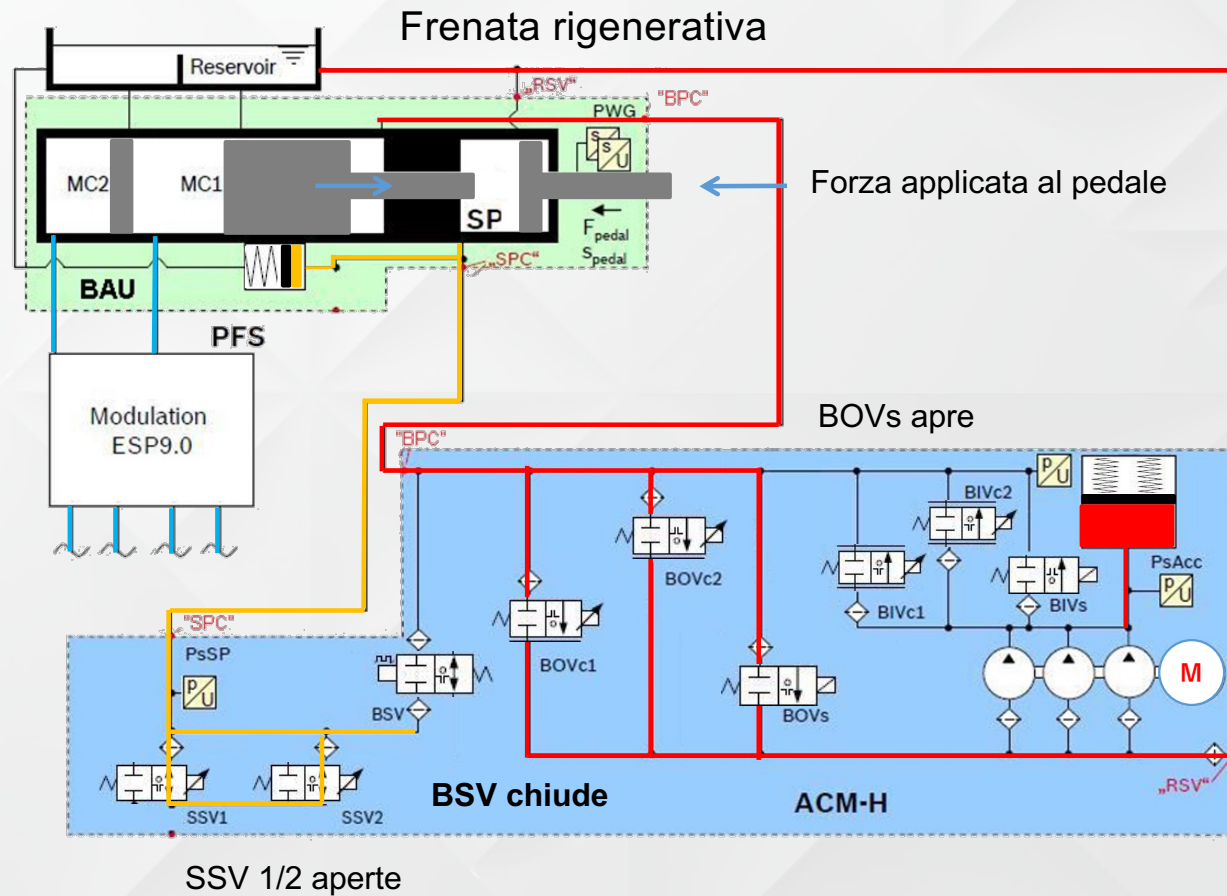 Frenata rigenerativa
Reservoir
„RSV“
"BPC"
PWG
S
S
U
MC2
MC1
SP
Forza applicata al pedale
F pedal
S pedal
„SPC“
BAU
PFS
Modulation
ESP9.0
BOVs apre
"BPC"
p
U
BIVc2
BOVc2
PsAcc
p
U
BIVc1
BIVs
"SPC"
PsSP
p
U
BOVc1
M
BSV
BOVs
BSV chiude
ACM-H
„RSV“
SSV1
SSV2
SSV 1/2 aperte